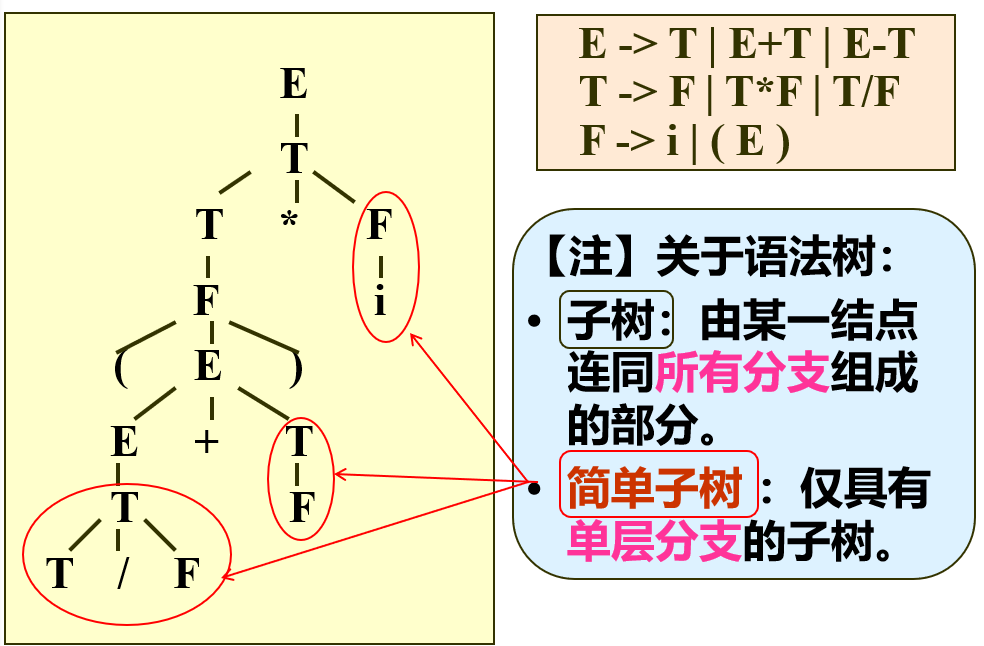 E
T
T * F
F i
( E )
E + T
T F
T / F
E -> T | E+T | E-T
T -> F | T*F | T/F
F -> i | ( E )
【注】关于语法树：
• 子树：由某一结点
连同所有分支组成
的部分。
• 简单子树：仅具有
单层分支的子树。